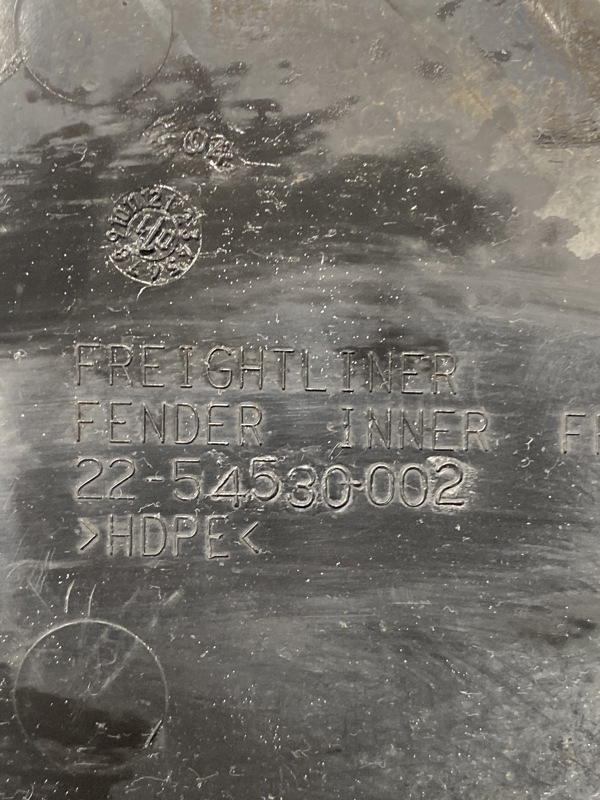 FREIGHTLINER
FENDER INNER
22-54530-002
>HDPE<